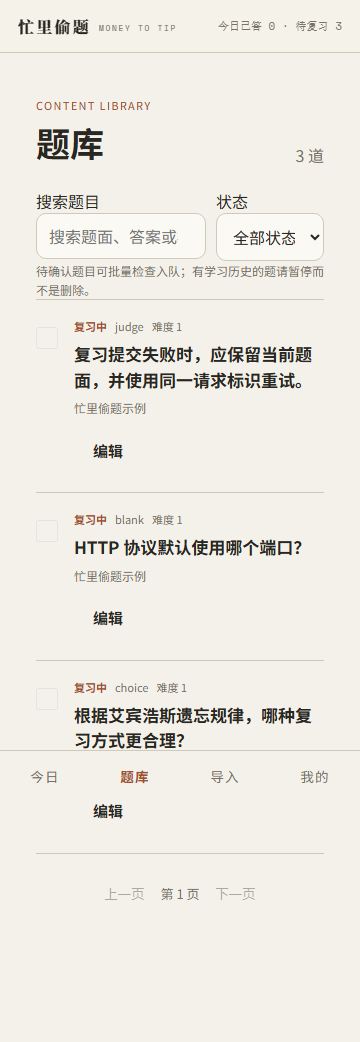 忙里偷题 MONEY TO TIP 今日已答 0 · 待复习 3
CONTENT LIBRARY
题库 3 道
搜索题目 状态
搜索题面、答案或 全部状态
待确认题目可批量检查入队；有学习历史的题请暂停而
不是删除。
复习中 judge 难度 1
复习提交失败时，应保留当前题
面，并使用同一请求标识重试。
忙里偷题示例
编辑
复习中 blank 难度 1
HTTP 协议默认使用哪个端口？
忙里偷题示例
编辑
复习中 choice 难度 1
根据艾宾浩斯遗忘规律，哪种复
习方式更合理？
今日 题库 导入 我的
编辑
上一页 第 1 页 下一页